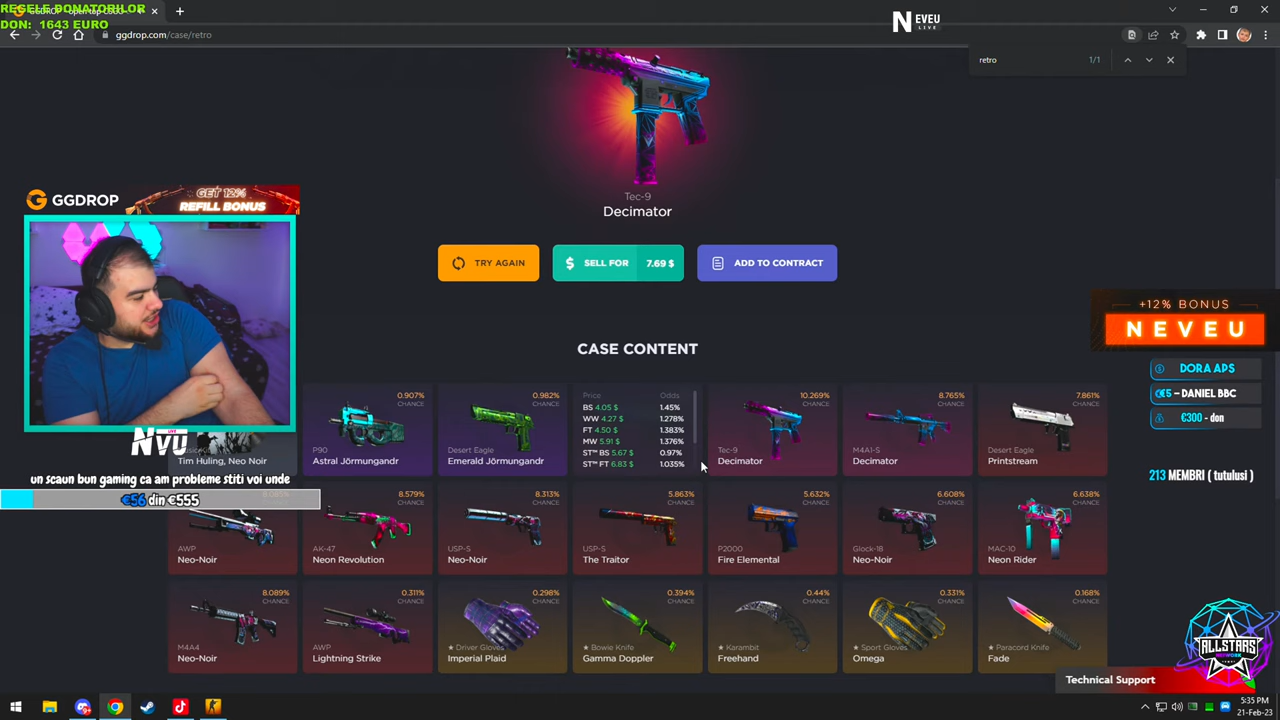 REGELE DONATORILOR
DON: 1643 EURO
ggdrop.com/case/retro
NEVEU
LIVE
retro
1/1
Tec-9
Decimator
TRY AGAIN
$ SELL FOR 7.69 $
ADD TO CONTRACT
GGDROP
GET 12%
REFILL BONUS
+12% BONUS
NEVEU
DORA APS
€5 – DANIEL BBC
€300 - don
213 MEMBRI ( tutulusi )
CASE CONTENT
Tim Huling, Neo Noir
0.907%
CHANCE
P90
Astral Jörmungandr
0.982%
CHANCE
Desert Eagle
Emerald Jörmungandr
Price Odds
BS 4.05 $ 1.45%
WW 4.27 $ 1.278%
FT 4.50 $ 1.383%
MW 5.91 $ 1.376%
ST™ BS 5.67 $ 0.97%
ST™ FT 6.83 $ 1.035%
10.269%
CHANCE
Tec-9
Decimator
8.765%
CHANCE
M4A1-S
Decimator
7.861%
CHANCE
Desert Eagle
Printstream
NVU
LIVE
un scaun bun gaming ca am probleme stiti voi unde
€56 din €555
CHANCE
AWP
Neo-Noir
8.579%
CHANCE
AK-47
Neon Revolution
8.313%
CHANCE
USP-S
Neo-Noir
5.863%
CHANCE
USP-S
The Traitor
5.632%
CHANCE
P2000
Fire Elemental
6.608%
CHANCE
Glock-18
Neo-Noir
6.638%
CHANCE
MAC-10
Neon Rider
8.089%
CHANCE
M4A4
Neo-Noir
0.311%
CHANCE
AWP
Lightning Strike
0.298%
CHANCE
★ Driver Gloves
Imperial Plaid
0.394%
CHANCE
★ Bowie Knife
Gamma Doppler
0.44%
CHANCE
★ Karambit
Freehand
0.331%
CHANCE
★ Sport Gloves
Omega
0.168%
CHANCE
★ Paracord Knife
Fade
ALLSTARS
NETWORK
Technical Support
5:35 PM
21-Feb-23